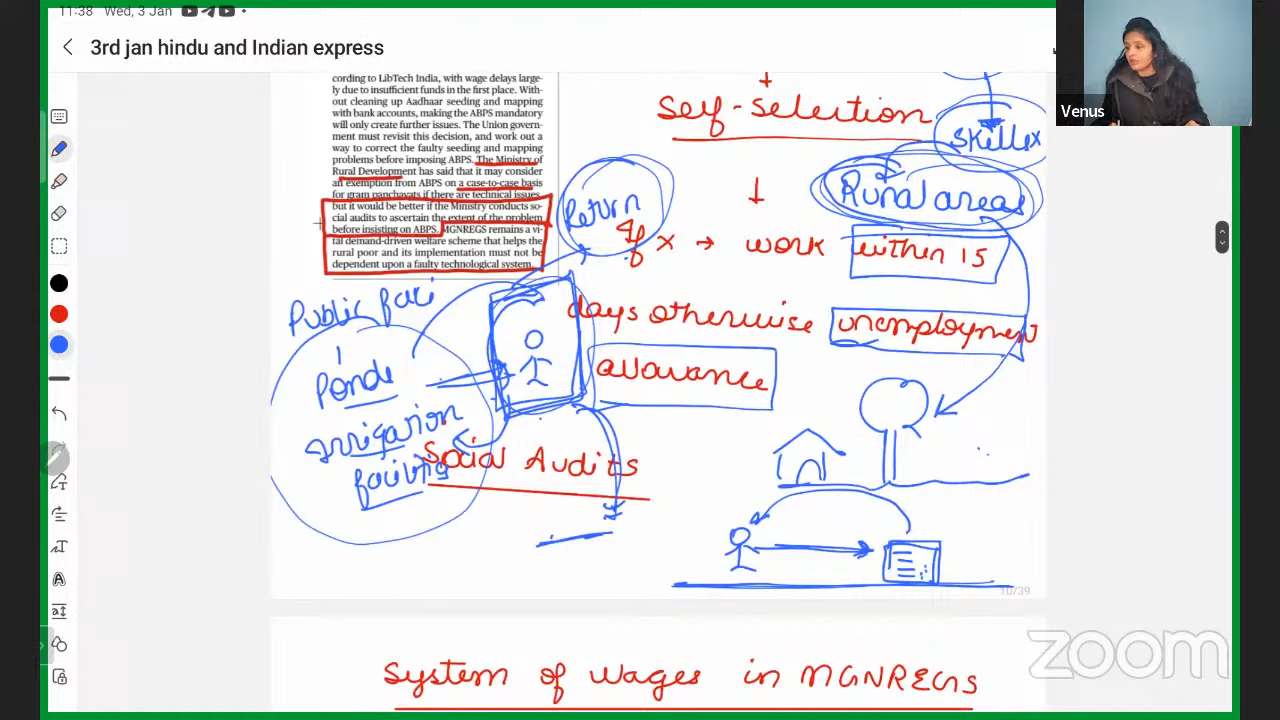 11:38 Wed, 3 Jan
3rd jan hindu and Indian express
Venus
cording to LibTech India, with wage delays large-
ly due to insufficient funds in the first place. With-
out cleaning up Aadhaar seeding and mapping
with bank accounts, making the ABPS mandatory
will only create further issues. The Union govern-
ment must revisit this decision, and work out a
way to correct the faulty seeding and mapping
problems before imposing ABPS. The Ministry of
Rural Development has said that it may consider
an exemption from ABPS on a case-to-case basis
for gram panchayats if there are technical issues,
but it would be better if the Ministry conducts so-
cial audits to ascertain the extent of the problem
before insisting on ABPS. MGNREGS remains a vi-
tal demand-driven welfare scheme that helps the
rural poor and its implementation must not be
dependent upon a faulty technological system.
Self-selection
Skill
Rural areas
Return
If x → work within 15
days otherwise unemployment
allowance
Public faci
Ponds
irrigation
facilities
Social Audits
10/39
System of wages in MGNREGS
zoom